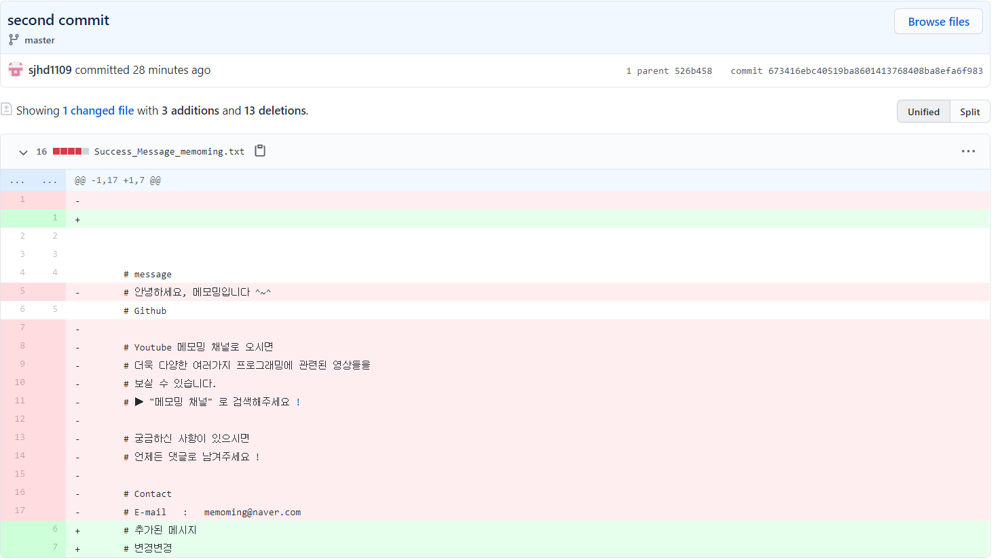 second commit
Browse files
master
sjhd1109 committed 28 minutes ago
1 parent 526b458 commit 673416ebc40519ba8601413768408ba8efa6f983
Showing 1 changed file with 3 additions and 13 deletions.
Unified Split
16 Success_Message_memoming.txt
... ... @@ -1,17 +1,7 @@
1 -
1 +
2 2
3 3
4 4 # message
5 - # 안녕하세요, 메모밍입니다 ^~^
6 5 # Github
7 -
8 - # Youtube 메모밍 채널로 오시면
9 - # 더욱 다양한 여러가지 프로그래밍에 관련된 영상들을
10 - # 보실 수 있습니다.
11 - # ▶ "메모밍 채널" 로 검색해주세요 !
12 -
13 - # 궁금하신 사항이 있으시면
14 - # 언제든 댓글로 남겨주세요 !
15 -
16 - # Contact
17 - # E-mail : memoming@naver.com
6 + # 추가된 메시지
7 + # 변경변경